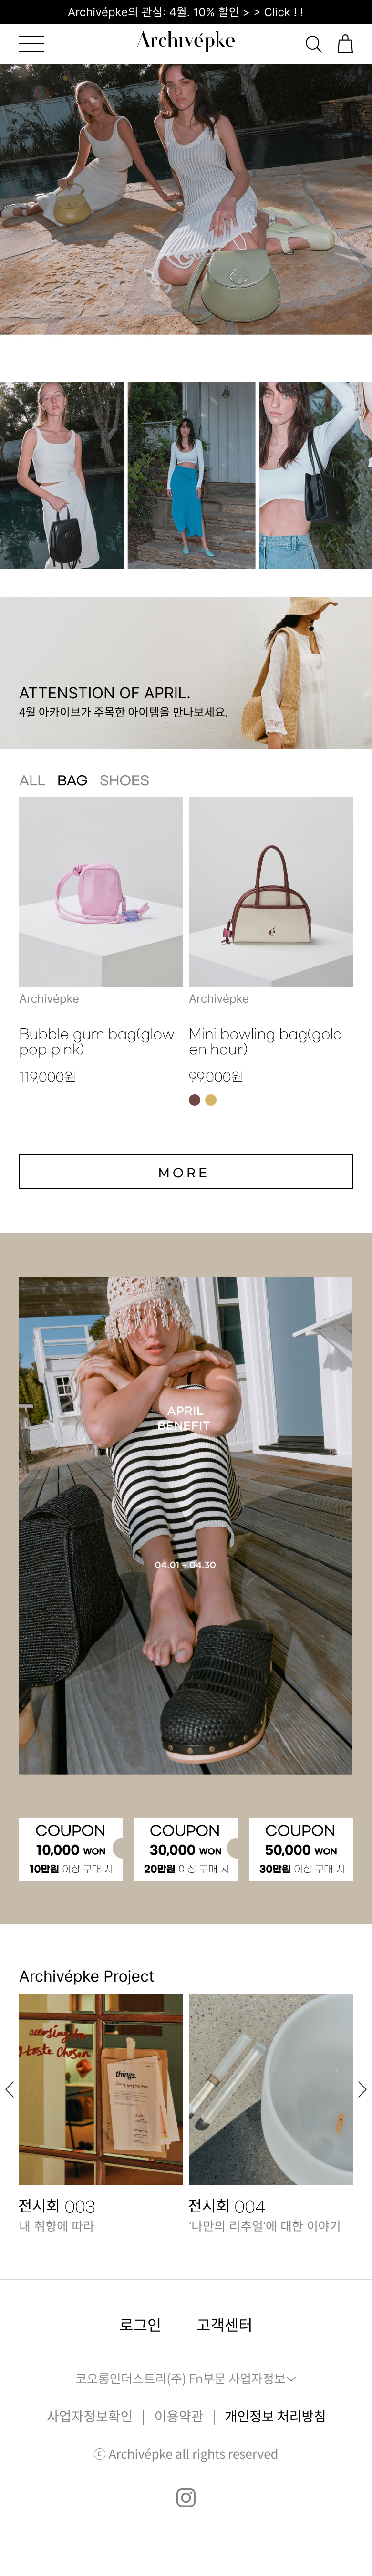 Archivépke의 관심: 4월. 10% 할인 > > Click ! !
Archivépke
ATTENSTION OF APRIL.
4월 아카이브가 주목한 아이템을 만나보세요.
ALL BAG SHOES
Archivépke
Bubble gum bag(glow
pop pink)
119,000원
Archivépke
Mini bowling bag(gold
en hour)
99,000원
MORE
APRIL
BENEFIT
04.01 - 04.30
COUPON
10,000 WON
10만원 이상 구매 시
COUPON
30,000 WON
20만원 이상 구매 시
COUPON
50,000 WON
30만원 이상 구매 시
Archivépke Project
things.
전시회 003
내 취향에 따라
전시회 004
'나만의 리추얼'에 대한 이야기
로그인 고객센터
코오롱인더스트리(주) Fn부문 사업자정보
사업자정보확인 | 이용약관 | 개인정보 처리방침
ⓒ Archivépke all rights reserved